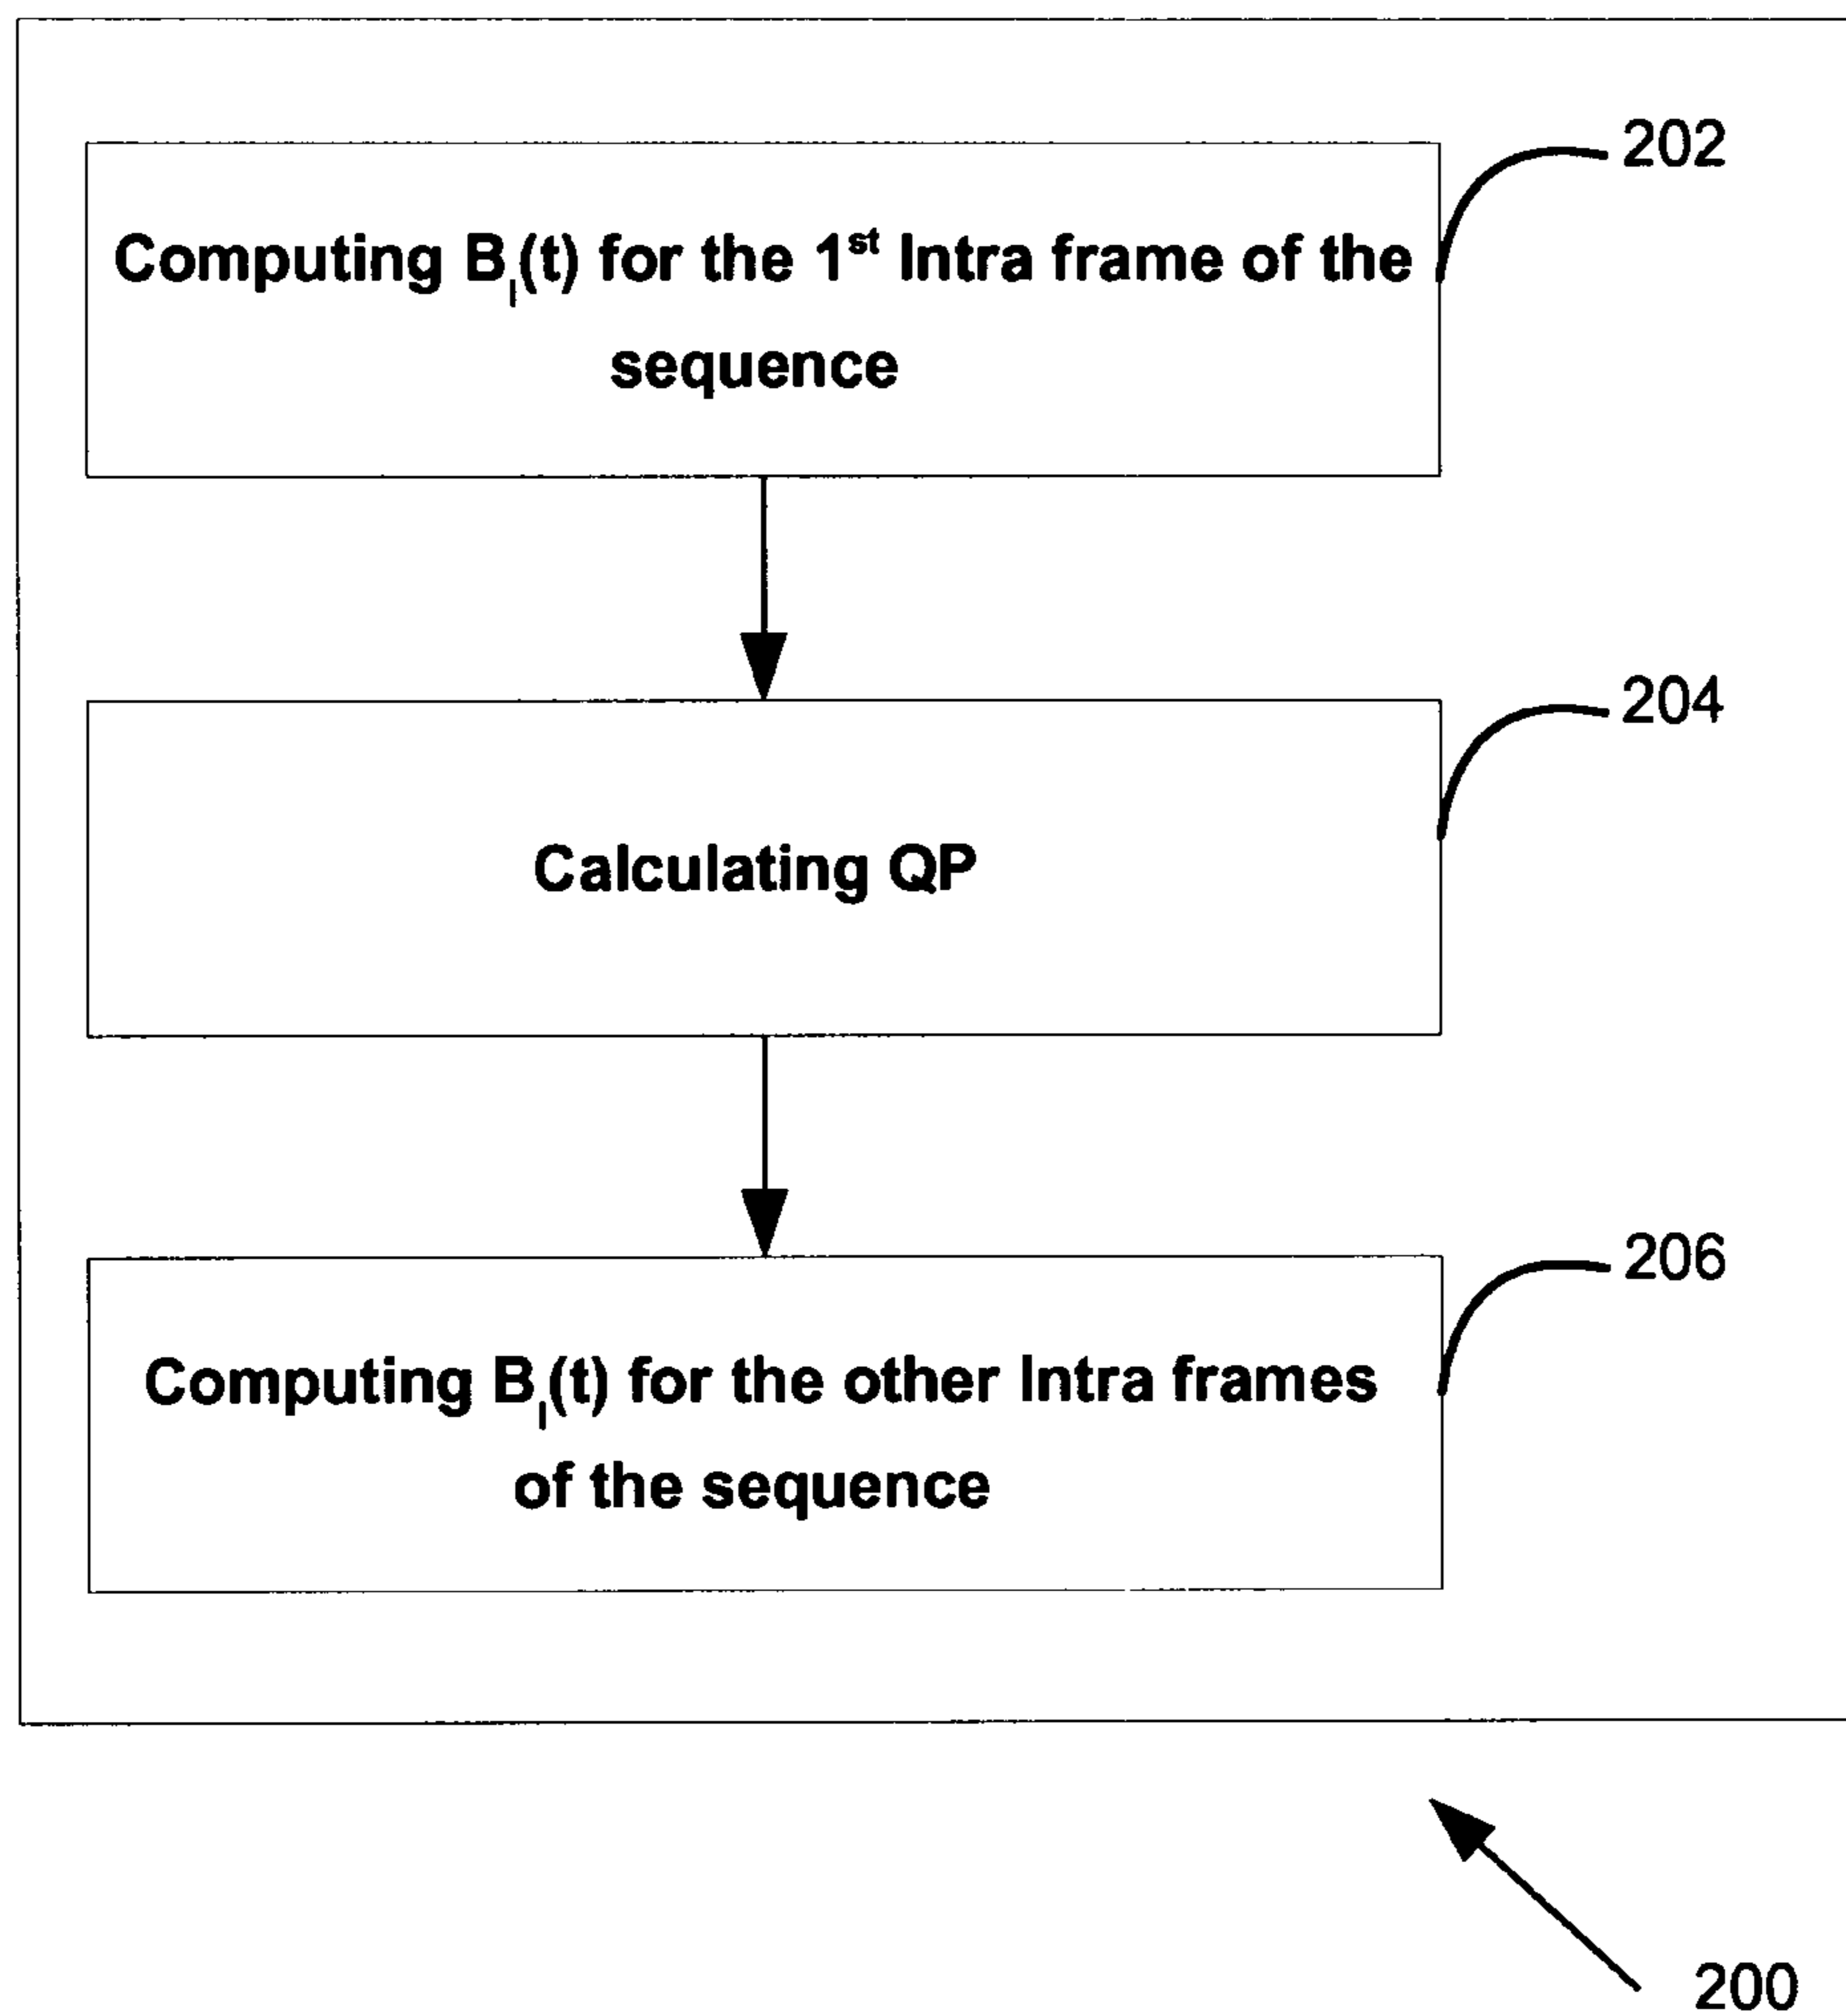 202
Computing B_I(t) for the 1st Intra frame of the
sequence
204
Calculating QP
206
Computing B_I(t) for the other Intra frames
of the sequence
200